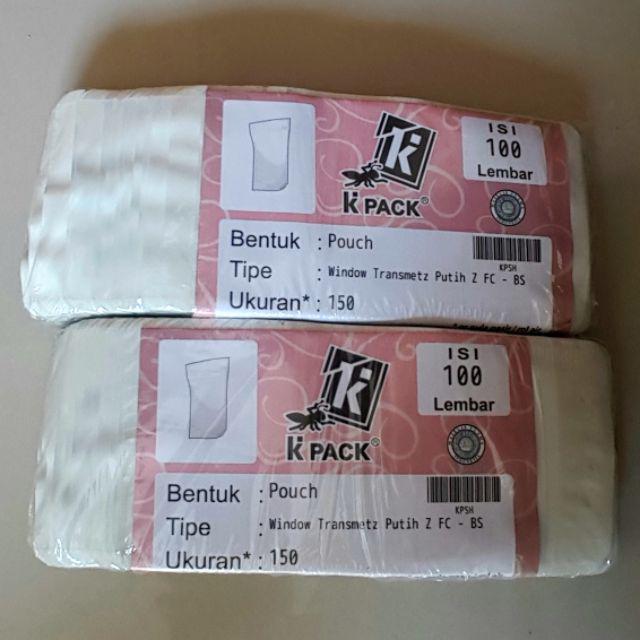 ISI
100
Lembar
K PACK®
Bentuk : Pouch
KPSH
Tipe : Window Transmetz Putih Z FC - BS
Ukuran* : 150
ISI
100
Lembar
K PACK®
Bentuk : Pouch
KPSH
Tipe : Window Transmetz Putih Z FC - BS
Ukuran* : 150